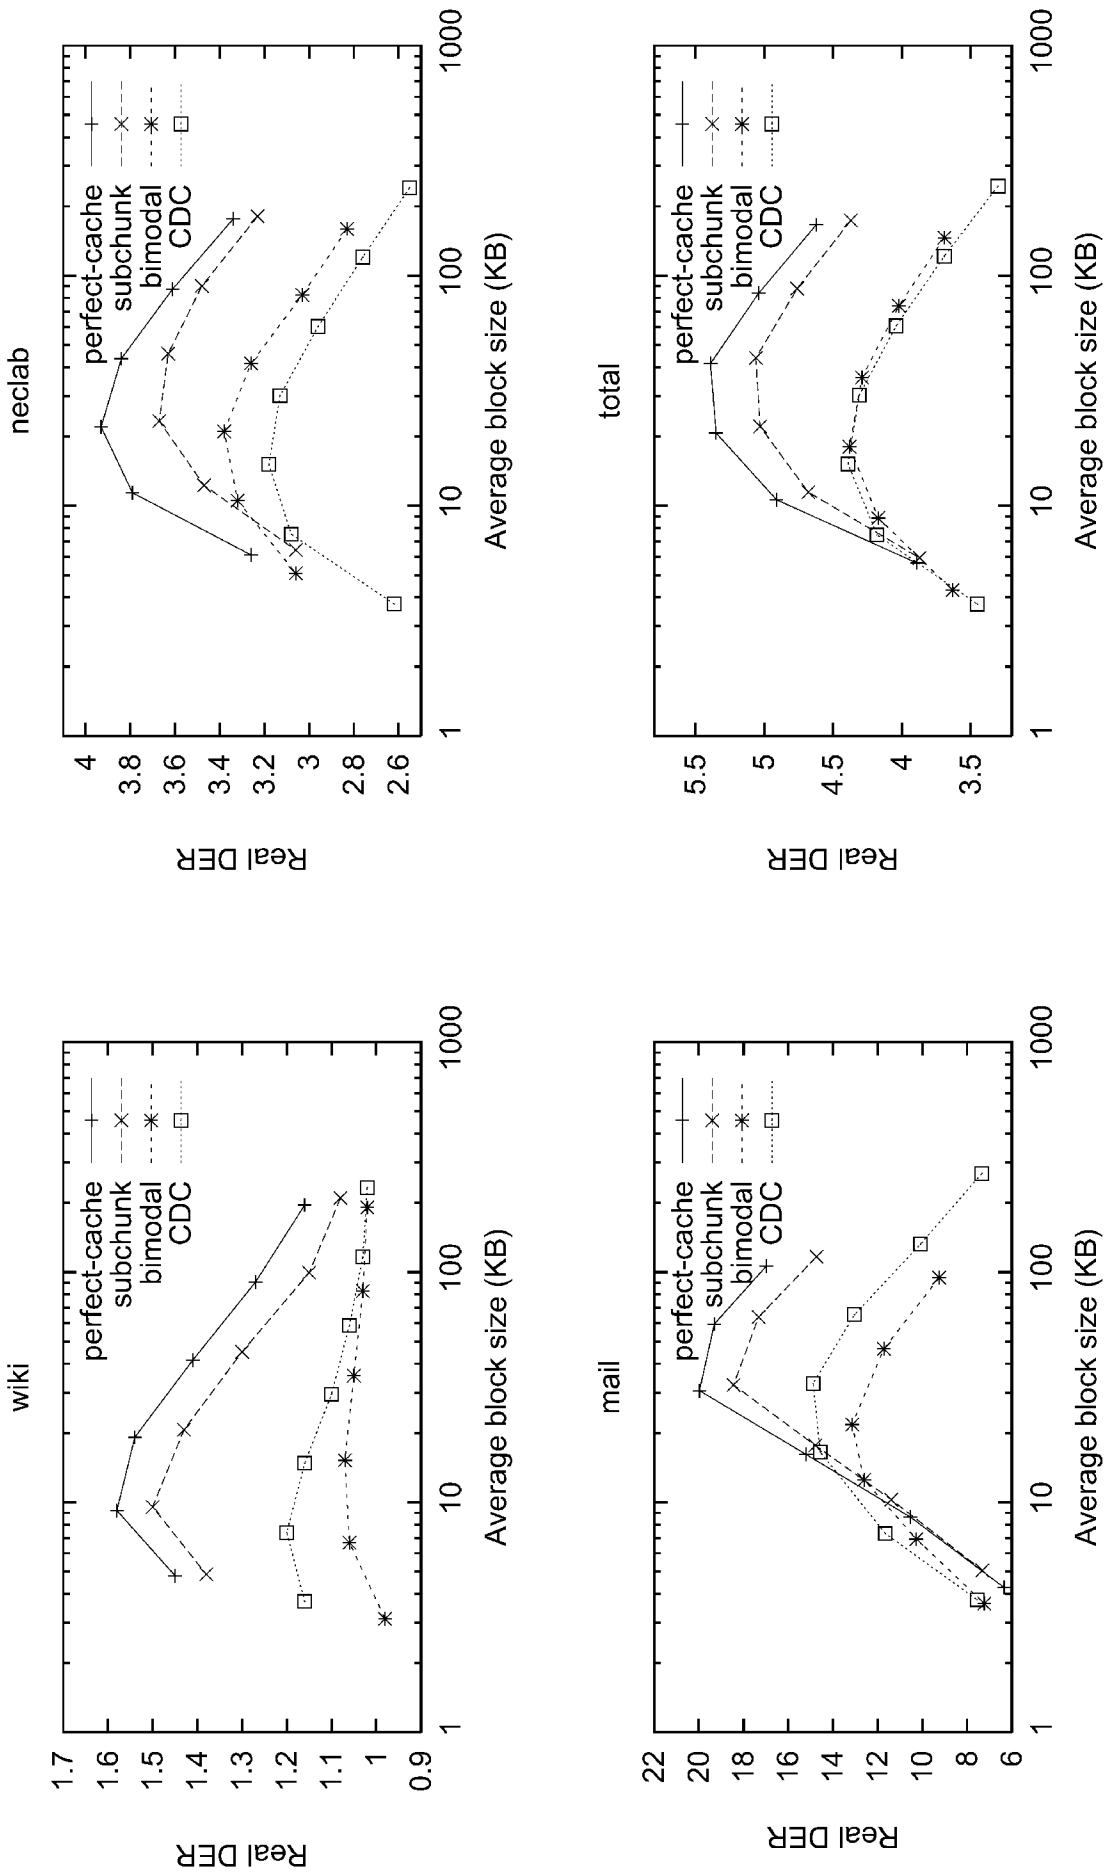 wiki
Real DER
1.7
1.6
1.5
1.4
1.3
1.2
1.1
1
0.9
1
10
100
1000
Average block size (KB)
perfect-cache
subchunk
bimodal
CDC
neclab
Real DER
4
3.8
3.6
3.4
3.2
3
2.8
2.6
1
10
100
1000
Average block size (KB)
perfect-cache
subchunk
bimodal
CDC
mail
Real DER
22
20
18
16
14
12
10
8
6
1
10
100
1000
Average block size (KB)
perfect-cache
subchunk
bimodal
CDC
total
Real DER
5.5
5
4.5
4
3.5
1
10
100
1000
Average block size (KB)
perfect-cache
subchunk
bimodal
CDC